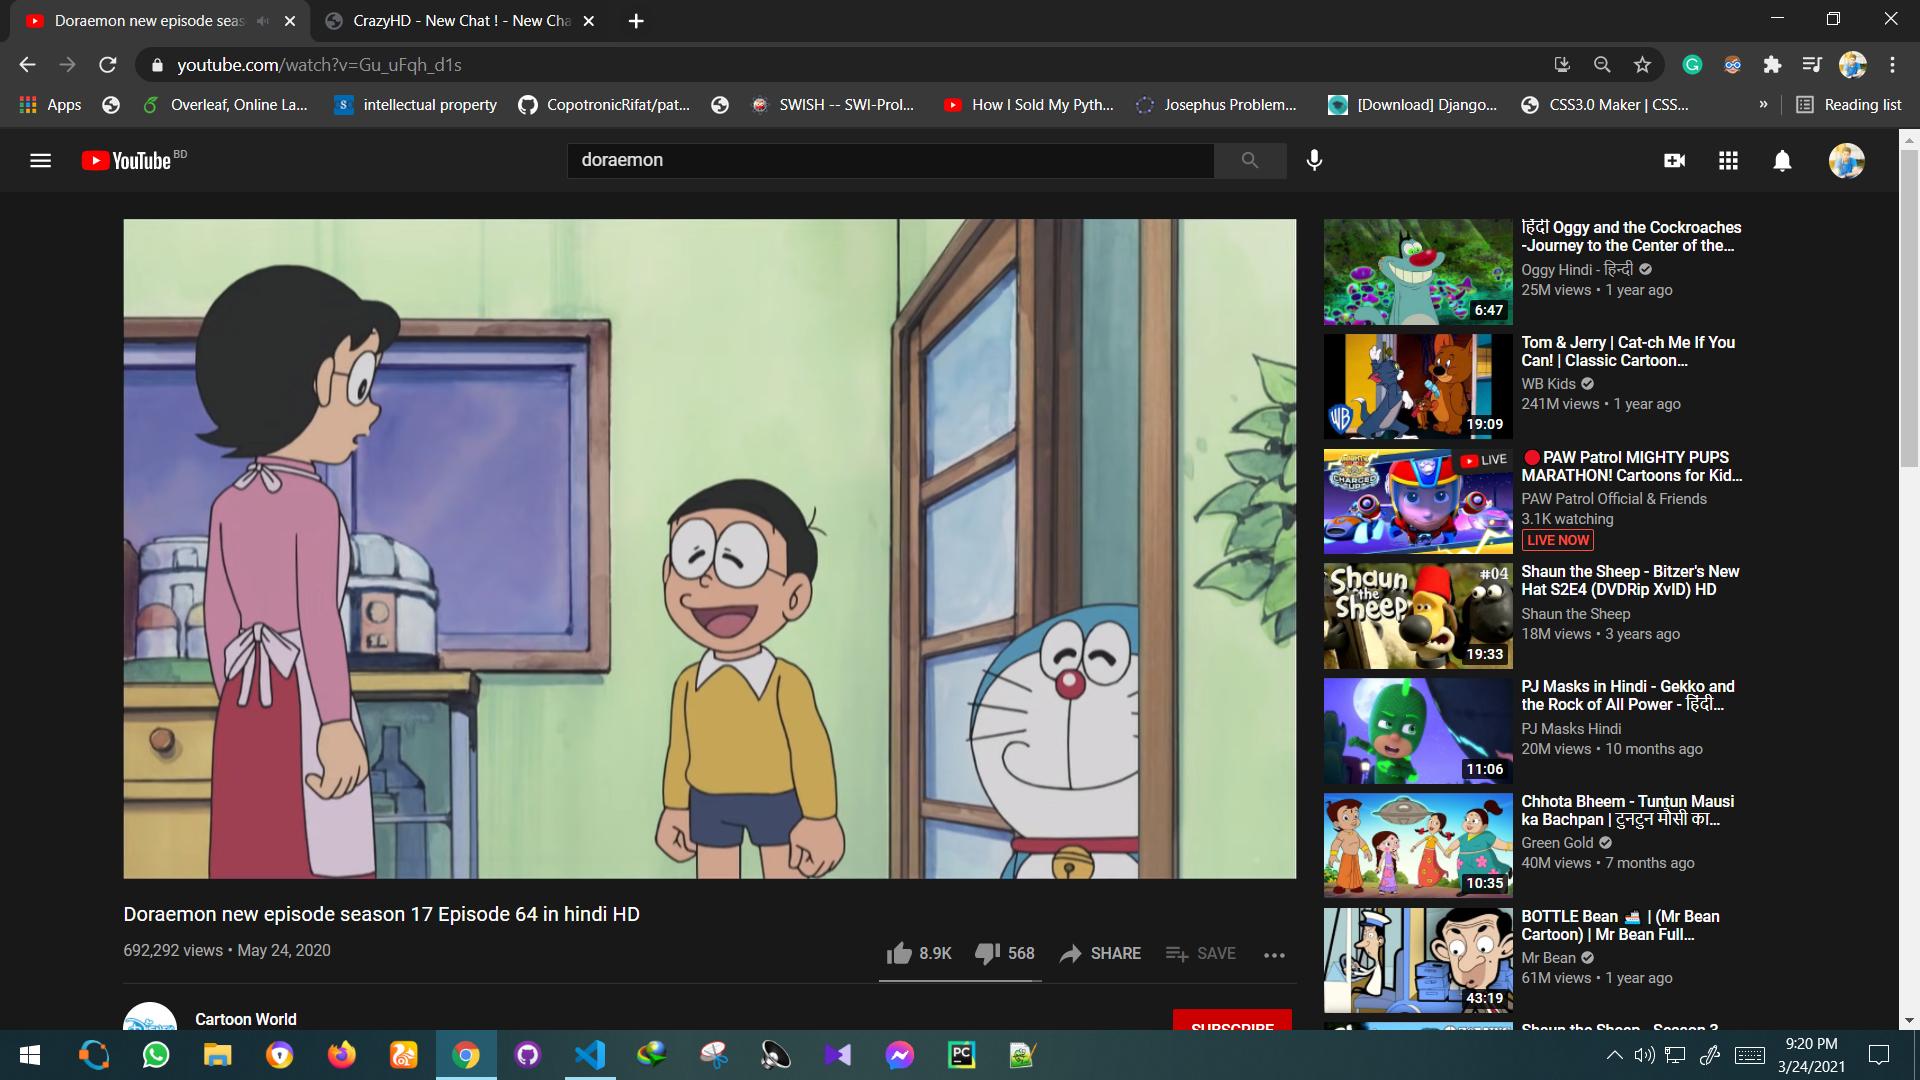 Doraemon new episode seas
CrazyHD - New Chat ! - New Cha
youtube.com/watch?v=Gu_uFqh_d1s
Apps
Overleaf, Online La...
intellectual property
CopotronicRifat/pat...
SWISH -- SWI-Prol...
How I Sold My Pyth...
Josephus Problem...
[Download] Django...
CSS3.0 Maker | CSS...
»
Reading list
YouTube BD
doraemon
हिंदी Oggy and the Cockroaches
-Journey to the Center of the...
Oggy Hindi - हिन्दी
25M views • 1 year ago
6:47
Tom & Jerry | Cat-ch Me If You
Can! | Classic Cartoon...
WB Kids
241M views • 1 year ago
WB
19:09
LIVE
CHARGED UP
PAW Patrol MIGHTY PUPS
MARATHON! Cartoons for Kid...
PAW Patrol Official & Friends
3.1K watching
LIVE NOW
Shaun the Sheep
#04
19:33
Shaun the Sheep - Bitzer's New
Hat S2E4 (DVDRip XviD) HD
Shaun the Sheep
18M views • 3 years ago
PJ Masks in Hindi - Gekko and
the Rock of All Power - हिंदी...
PJ Masks Hindi
20M views • 10 months ago
11:06
Chhota Bheem - Tuntun Mausi
ka Bachpan | टुनटुन मौसी का...
Green Gold
40M views • 7 months ago
10:35
BOTTLE Bean | (Mr Bean
Cartoon) | Mr Bean Full...
Mr Bean
61M views • 1 year ago
43:19
Shaun the Sheep - Season 3
Doraemon new episode season 17 Episode 64 in hindi HD
692,292 views • May 24, 2020
8.9K
568
SHARE
SAVE
Cartoon World
SUBSCRIBE
PC
9:20 PM
3/24/2021